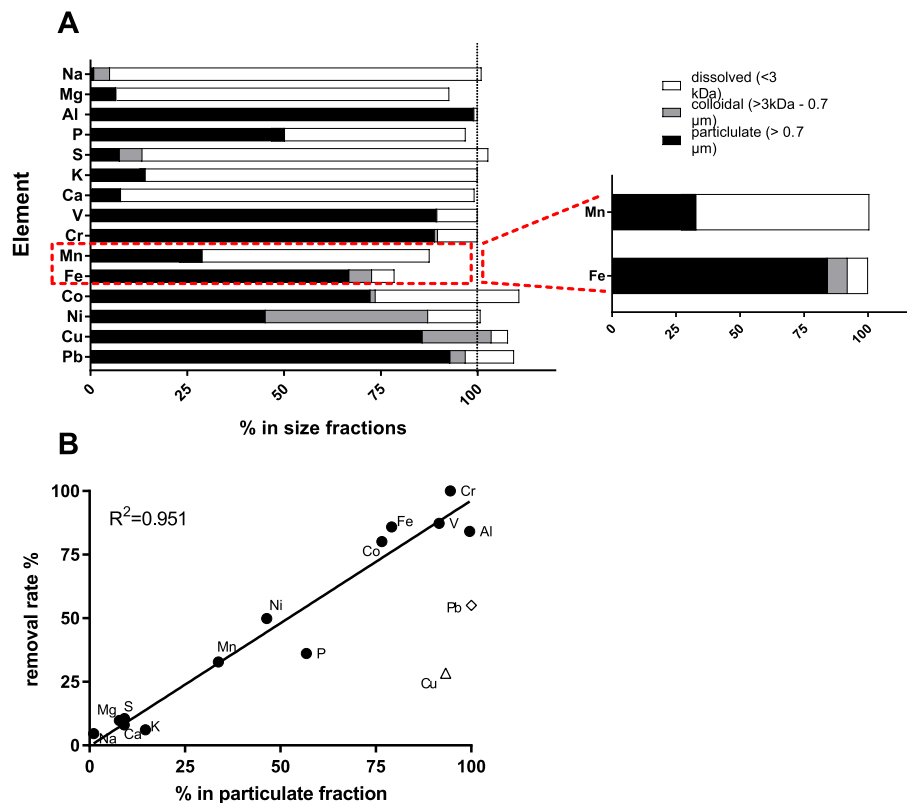 A
Na
Mg
Al
P
S
K
Ca
V
Cr
Mn
Fe
Co
Ni
Cu
Pb
Element
0 25 50 75 100
% in size fractions
dissolved (<3
kDa)
colloidal (>3kDa - 0.7
µm)
particlulate (> 0.7
µm)
Mn
Fe
0 25 50 75 100
B
R²=0.951
100
75
50
25
0
removal rate %
Cr
Fe
V
Al
Co
Pb
Ni
Mn
P
Cu
Mg
S
K
Na
Ca
0 25 50 75 100
% in particulate fraction